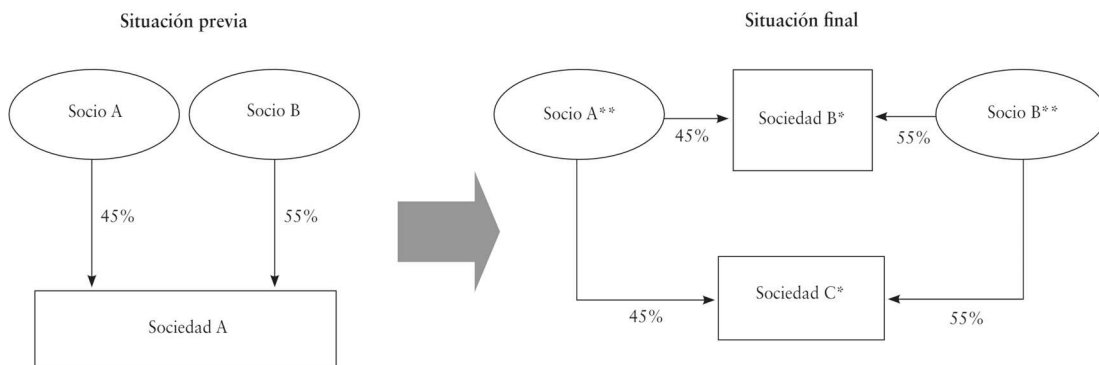 Situación previa
Situación final
Socio A
Socio B
45%
55%
Sociedad A
Socio A**
Sociedad B*
Socio B**
45%
55%
Sociedad C*
45%
55%